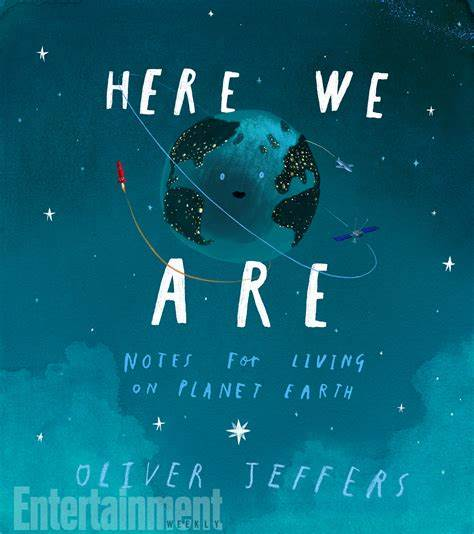 HERE WE
ARE
NOTES FOR LIVING
ON PLANET EARTH
OLIVER JEFFERS
Entertainment
WEEKLY